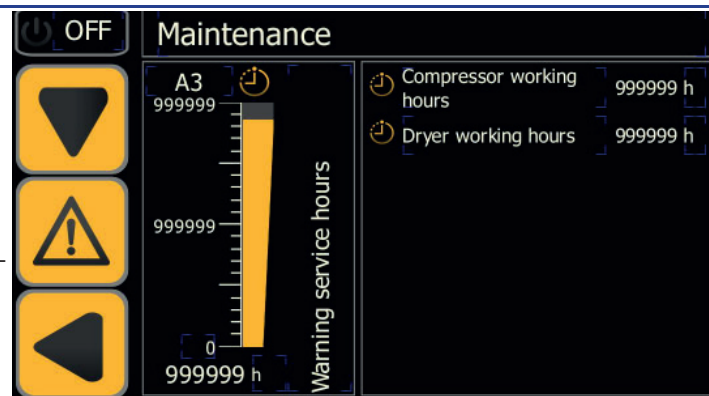 OFF
Maintenance
A3
999999
999999
0
999999 h
Warning service hours
Compressor working
hours
999999 h
Dryer working hours
999999 h